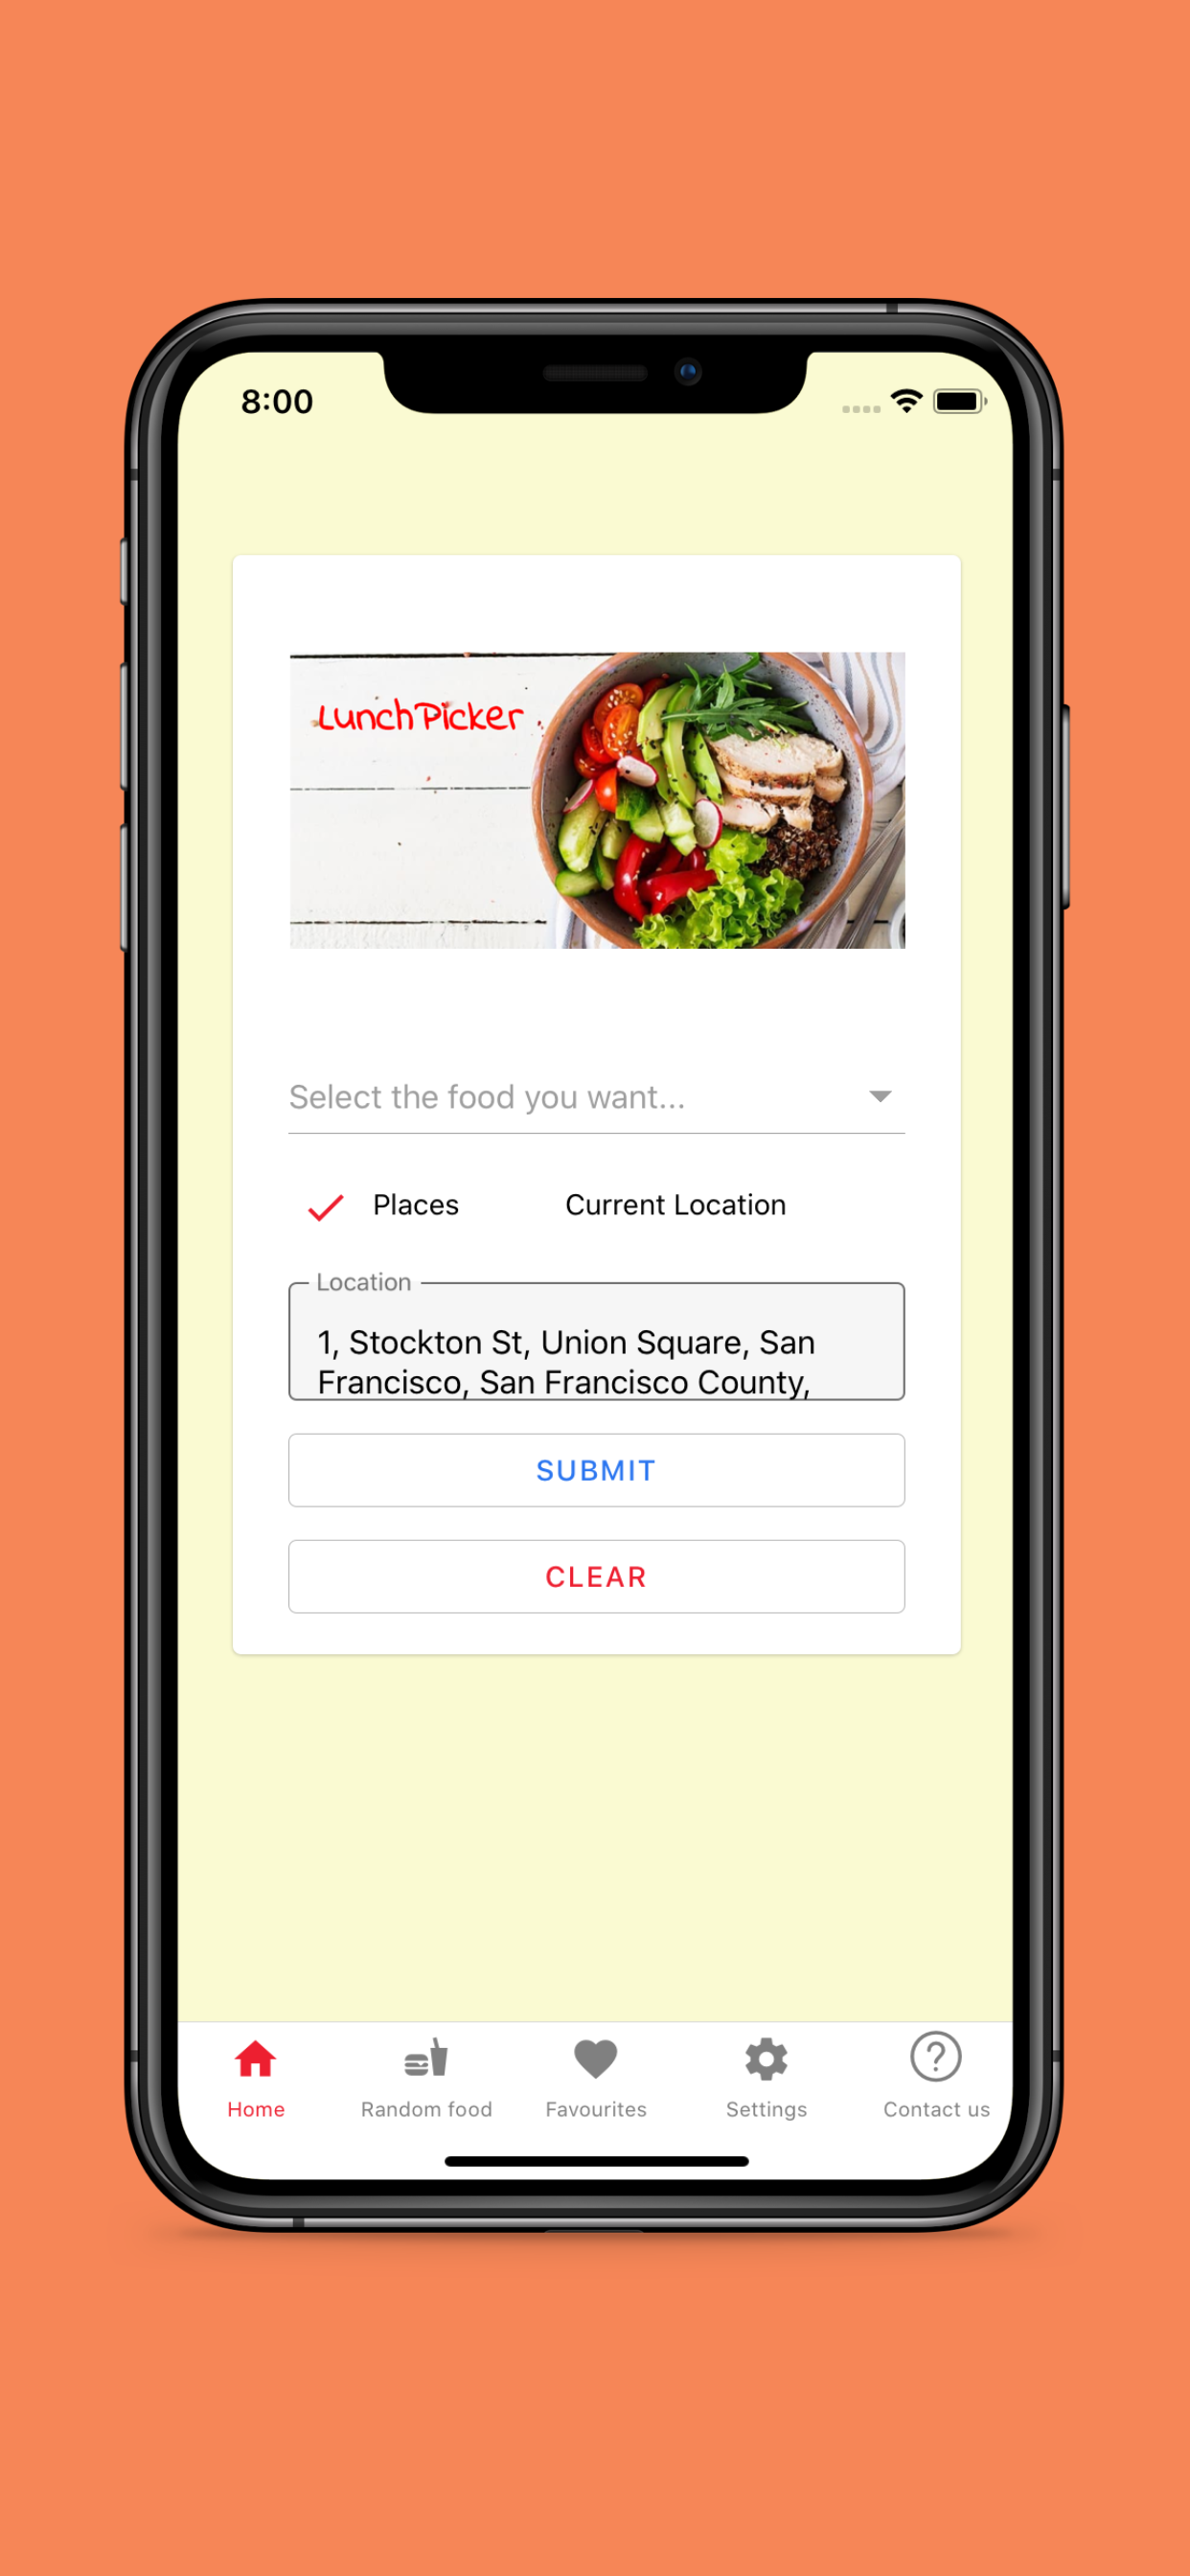 8:00
LunchPicker
Select the food you want...
Places
Current Location
Location
1, Stockton St, Union Square, San
Francisco, San Francisco County,
SUBMIT
CLEAR
Home
Random food
Favourites
Settings
Contact us